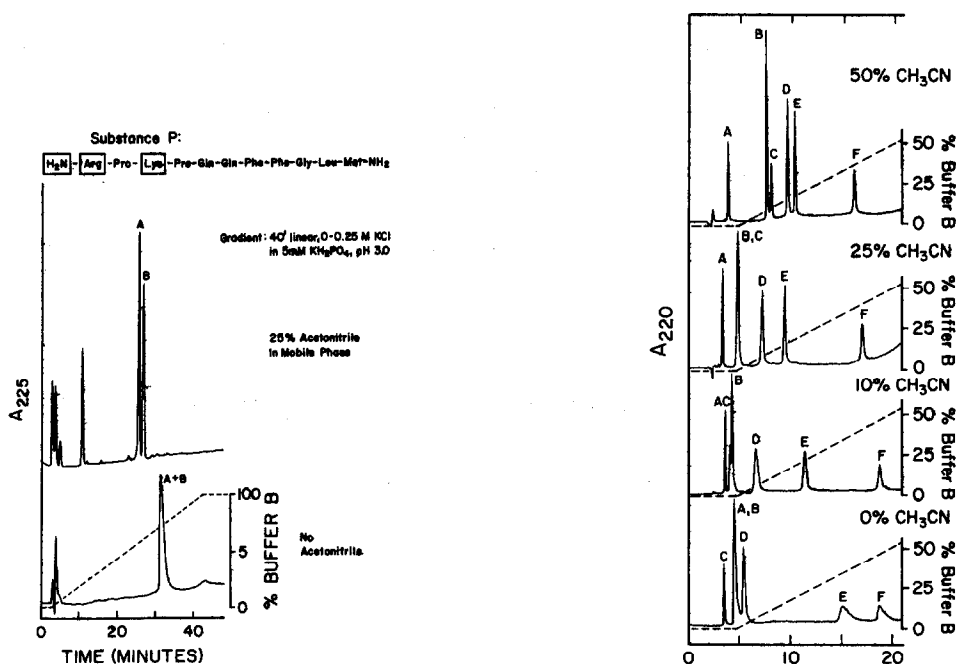 Substance P:
H₂N - Arg - Pro - Lys - Pro-Gln-Gln-Phe-Phe-Gly-Leu-Met-NH₂
A
B
Gradient: 40' linear, 0-0.25 M KCl
in 5mM KH₂PO₄, pH 3.0
25% Acetonitrile
in Mobile Phase
A225
A+B
100
5
0
% BUFFER B
No
Acetonitrile
0 20 40
TIME (MINUTES)
50% CH₃CN
A
B
C
D
E
F
50
25
0
% Buffer B
25% CH₃CN
A
B,C
D
E
F
50
25
0
% Buffer B
A220
10% CH₃CN
AC
B
D
E
F
50
25
0
% Buffer B
0% CH₃CN
C
A,B
D
E
F
50
25
0
% Buffer B
0 10 20